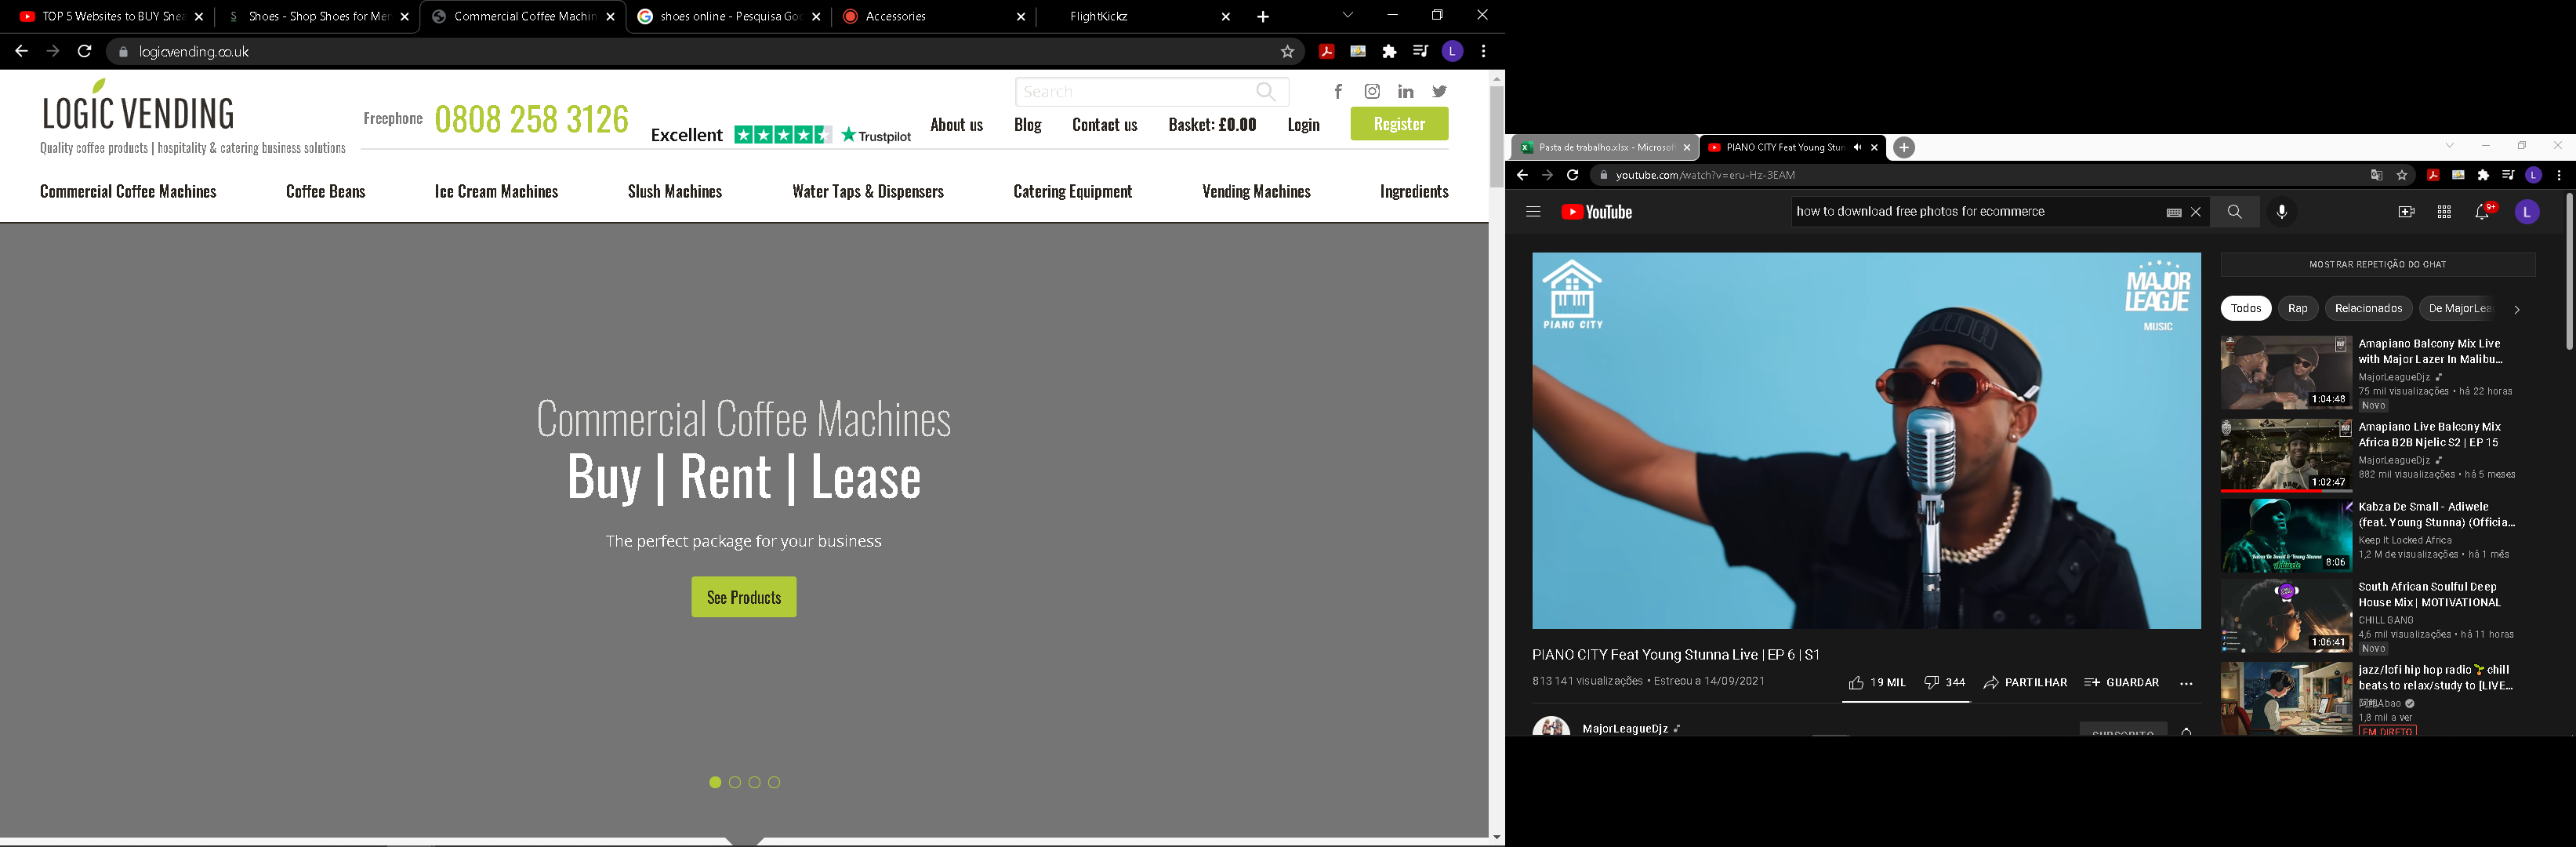 TOP 5 Websites to BUY Snea
Shoes - Shop Shoes for Mer
Commercial Coffee Machin
shoes online - Pesquisa Goo
Accessories
FlightKickz
logicvending.co.uk
L
LOGIC VENDING
Quality coffee products | hospitality & catering business solutions
Freephone 0808 258 3126
Excellent Trustpilot
Search
About us Blog Contact us Basket: £0.00 Login Register
Commercial Coffee Machines Coffee Beans Ice Cream Machines Slush Machines Water Taps & Dispensers Catering Equipment Vending Machines Ingredients
Commercial Coffee Machines
Buy | Rent | Lease
The perfect package for your business
See Products
Pasta de trabalho.xlsx - Microsof
PIANO CITY Feat Young Stun
youtube.com/watch?v=eru-Hz-3EAM
L
YouTube
how to download free photos for ecommerce
9+
L
PIANO CITY
MAJOR
LEAGUE
MUSIC
MOSTRAR REPETIÇÃO DO CHAT
Todos Rap Relacionados De MajorLea
1:04:48
Amapiano Balcony Mix Live
with Major Lazer In Malibu...
MajorLeagueDjz
75 mil visualizações • há 22 horas
Novo
1:02:47
Amapiano Live Balcony Mix
Africa B2B Njelic S2 | EP 15
MajorLeagueDjz
882 mil visualizações • há 5 meses
8:06
Kabza De Small - Adiwele
(feat. Young Stunna) (Officia...
Keep It Locked Africa
1,2 M de visualizações • há 1 mês
1:06:41
South African Soulful Deep
House Mix | MOTIVATIONAL
CHILL GANG
4,6 mil visualizações • há 11 horas
Novo
jazz/lofi hip hop radio🌱chill
beats to relax/study to [LIVE...
阿鲍Abao
1,8 mil a ver
EM DIRETO
PIANO CITY Feat Young Stunna Live | EP 6 | S1
813 141 visualizações • Estreou a 14/09/2021
19 MIL 344 PARTILHAR GUARDAR
MajorLeagueDjz
SUBSCRITO